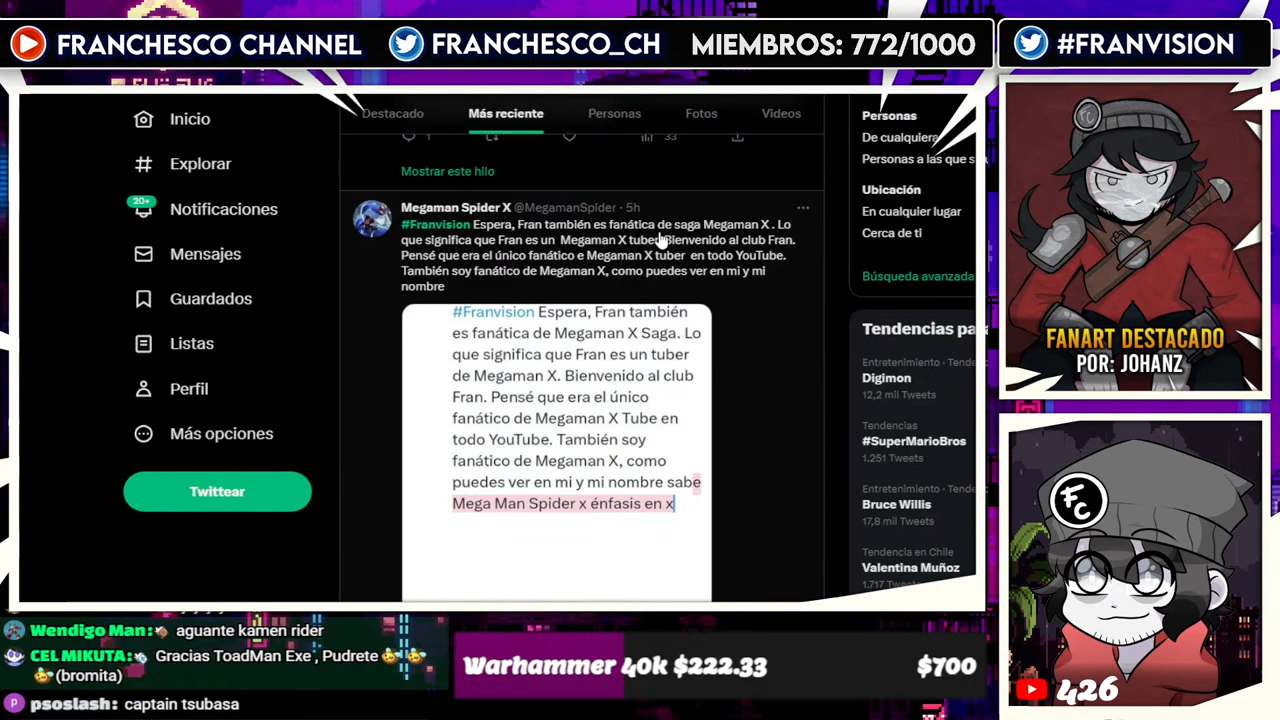 FRANCHESCO CHANNEL
FRANCHESCO_CH
MIEMBROS: 772/1000
#FRANVISION
Inicio
Explorar
20+
Notificaciones
Mensajes
Guardados
Listas
Perfil
Más opciones
Twittear
Destacado
Más reciente
Personas
Fotos
Videos
1
33
Mostrar este hilo
Megaman Spider X @MegamanSpider · 5h
#Franvision Espera, Fran también es fanática de saga Megaman X . Lo
que significa que Fran es un Megaman X tuber Bienvenido al club Fran.
Pensé que era el único fanático e Megaman X tuber en todo YouTube.
También soy fanático de Megaman X, como puedes ver en mi y mi
nombre
#Franvision Espera, Fran también
es fanática de Megaman X Saga. Lo
que significa que Fran es un tuber
de Megaman X. Bienvenido al club
Fran. Pensé que era el único
fanático de Megaman X Tube en
todo YouTube. También soy
fanático de Megaman X, como
puedes ver en mi y mi nombre sabe
Mega Man Spider x énfasis en x
Personas
De cualquiera
Personas a las que
Ubicación
En cualquier lugar
Cerca de ti
Búsqueda avanzada
Tendencias pa
Entretenimiento · Tende
Digimon
12,2 mil Tweets
Tendencias
#SuperMarioBros
1.251 Tweets
Entretenimiento · Tende
Bruce Willis
17,8 mil Tweets
Tendencia en Chile
Valentina Muñoz
1.717 Tweets
FC
FANART DESTACADO
POR: JOHANZ
FC
426
Wendigo Man: aguante kamen rider
CEL MIKUTA: Gracias ToadMan Exe , Pudrete
(bromita)
psoslash: captain tsubasa
Warhammer 40k $222.33
$700